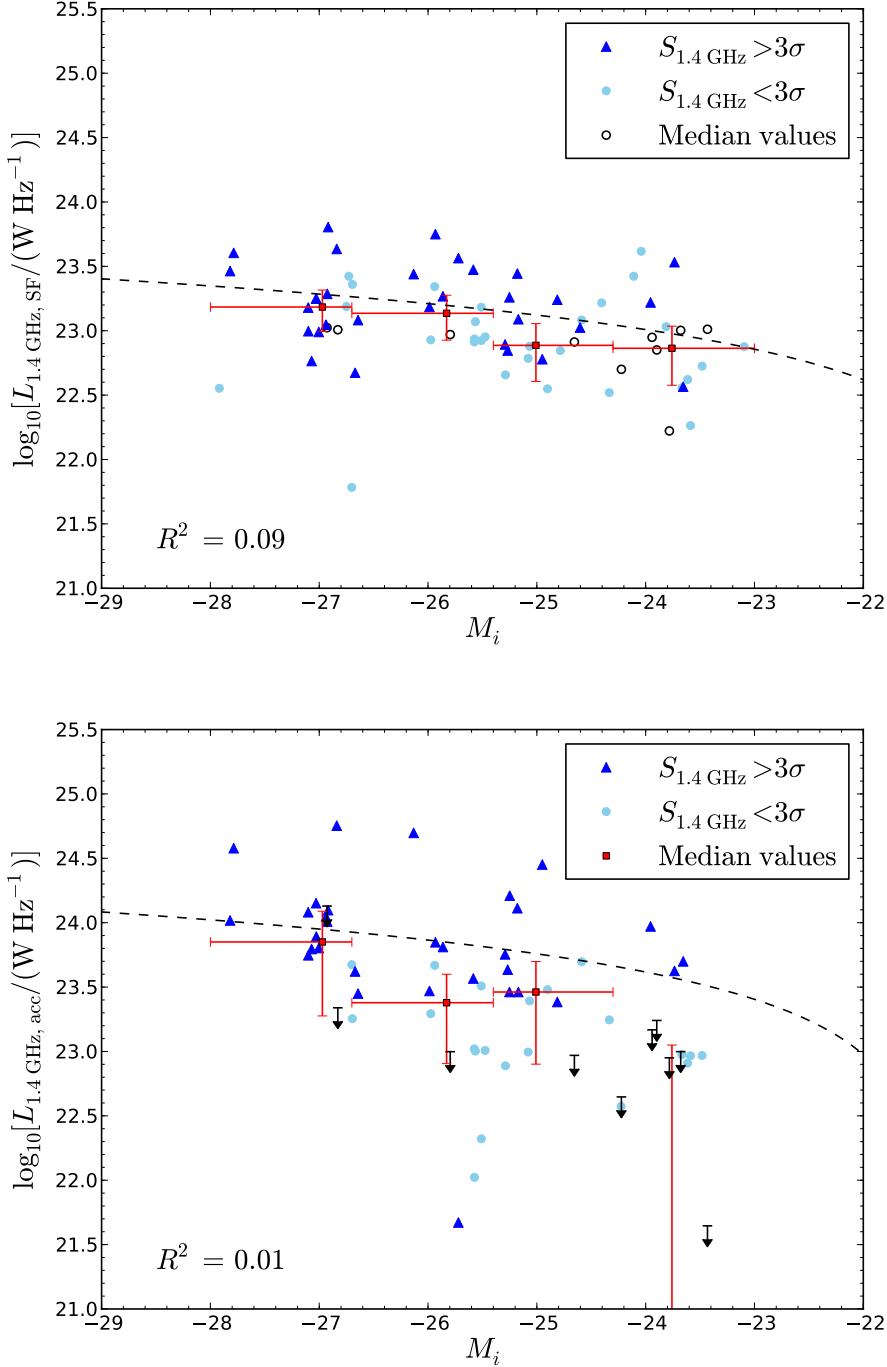 25.5
25.0
24.5
24.0
23.5
23.0
22.5
22.0
21.5
21.0
log₁₀[L₁.₄ GHz, SF/(W Hz⁻¹)]
S₁.₄ GHz >3σ
S₁.₄ GHz <3σ
Median values
R² = 0.09
−29 −28 −27 −26 −25 −24 −23 −22
Mᵢ
25.5
25.0
24.5
24.0
23.5
23.0
22.5
22.0
21.5
21.0
log₁₀[L₁.₄ GHz, acc/(W Hz⁻¹)]
S₁.₄ GHz >3σ
S₁.₄ GHz <3σ
Median values
R² = 0.01
−29 −28 −27 −26 −25 −24 −23 −22
Mᵢ